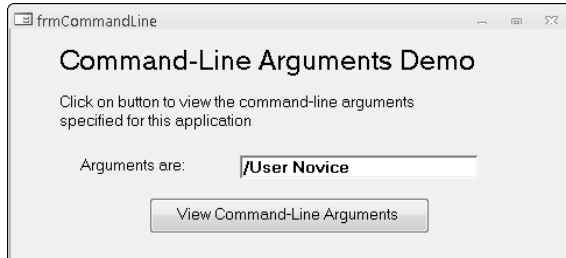 frmCommandLine
Command-Line Arguments Demo
Click on button to view the command-line arguments
specified for this application
Arguments are: /User Novice
View Command-Line Arguments